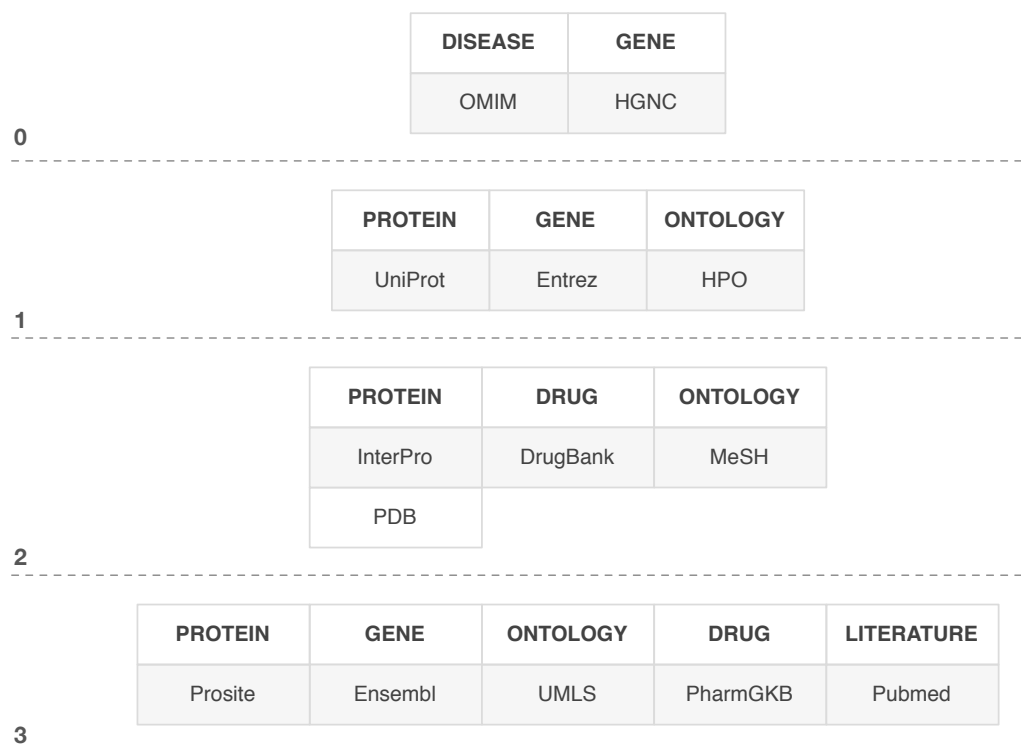 DISEASE GENE
OMIM HGNC
0
PROTEIN GENE ONTOLOGY
UniProt Entrez HPO
1
PROTEIN DRUG ONTOLOGY
InterPro DrugBank MeSH
PDB
2
PROTEIN GENE ONTOLOGY DRUG LITERATURE
Prosite Ensembl UMLS PharmGKB Pubmed
3